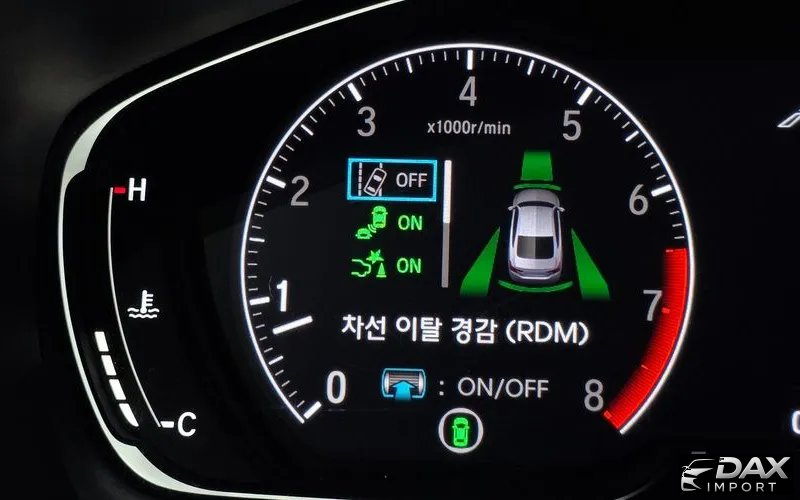 4
3
5
x1000r/min
2
6
OFF
ON
ON
H
1
7
차선 이탈 경감 (RDM)
0
: ON/OFF
8
C
DAX
IMPORT